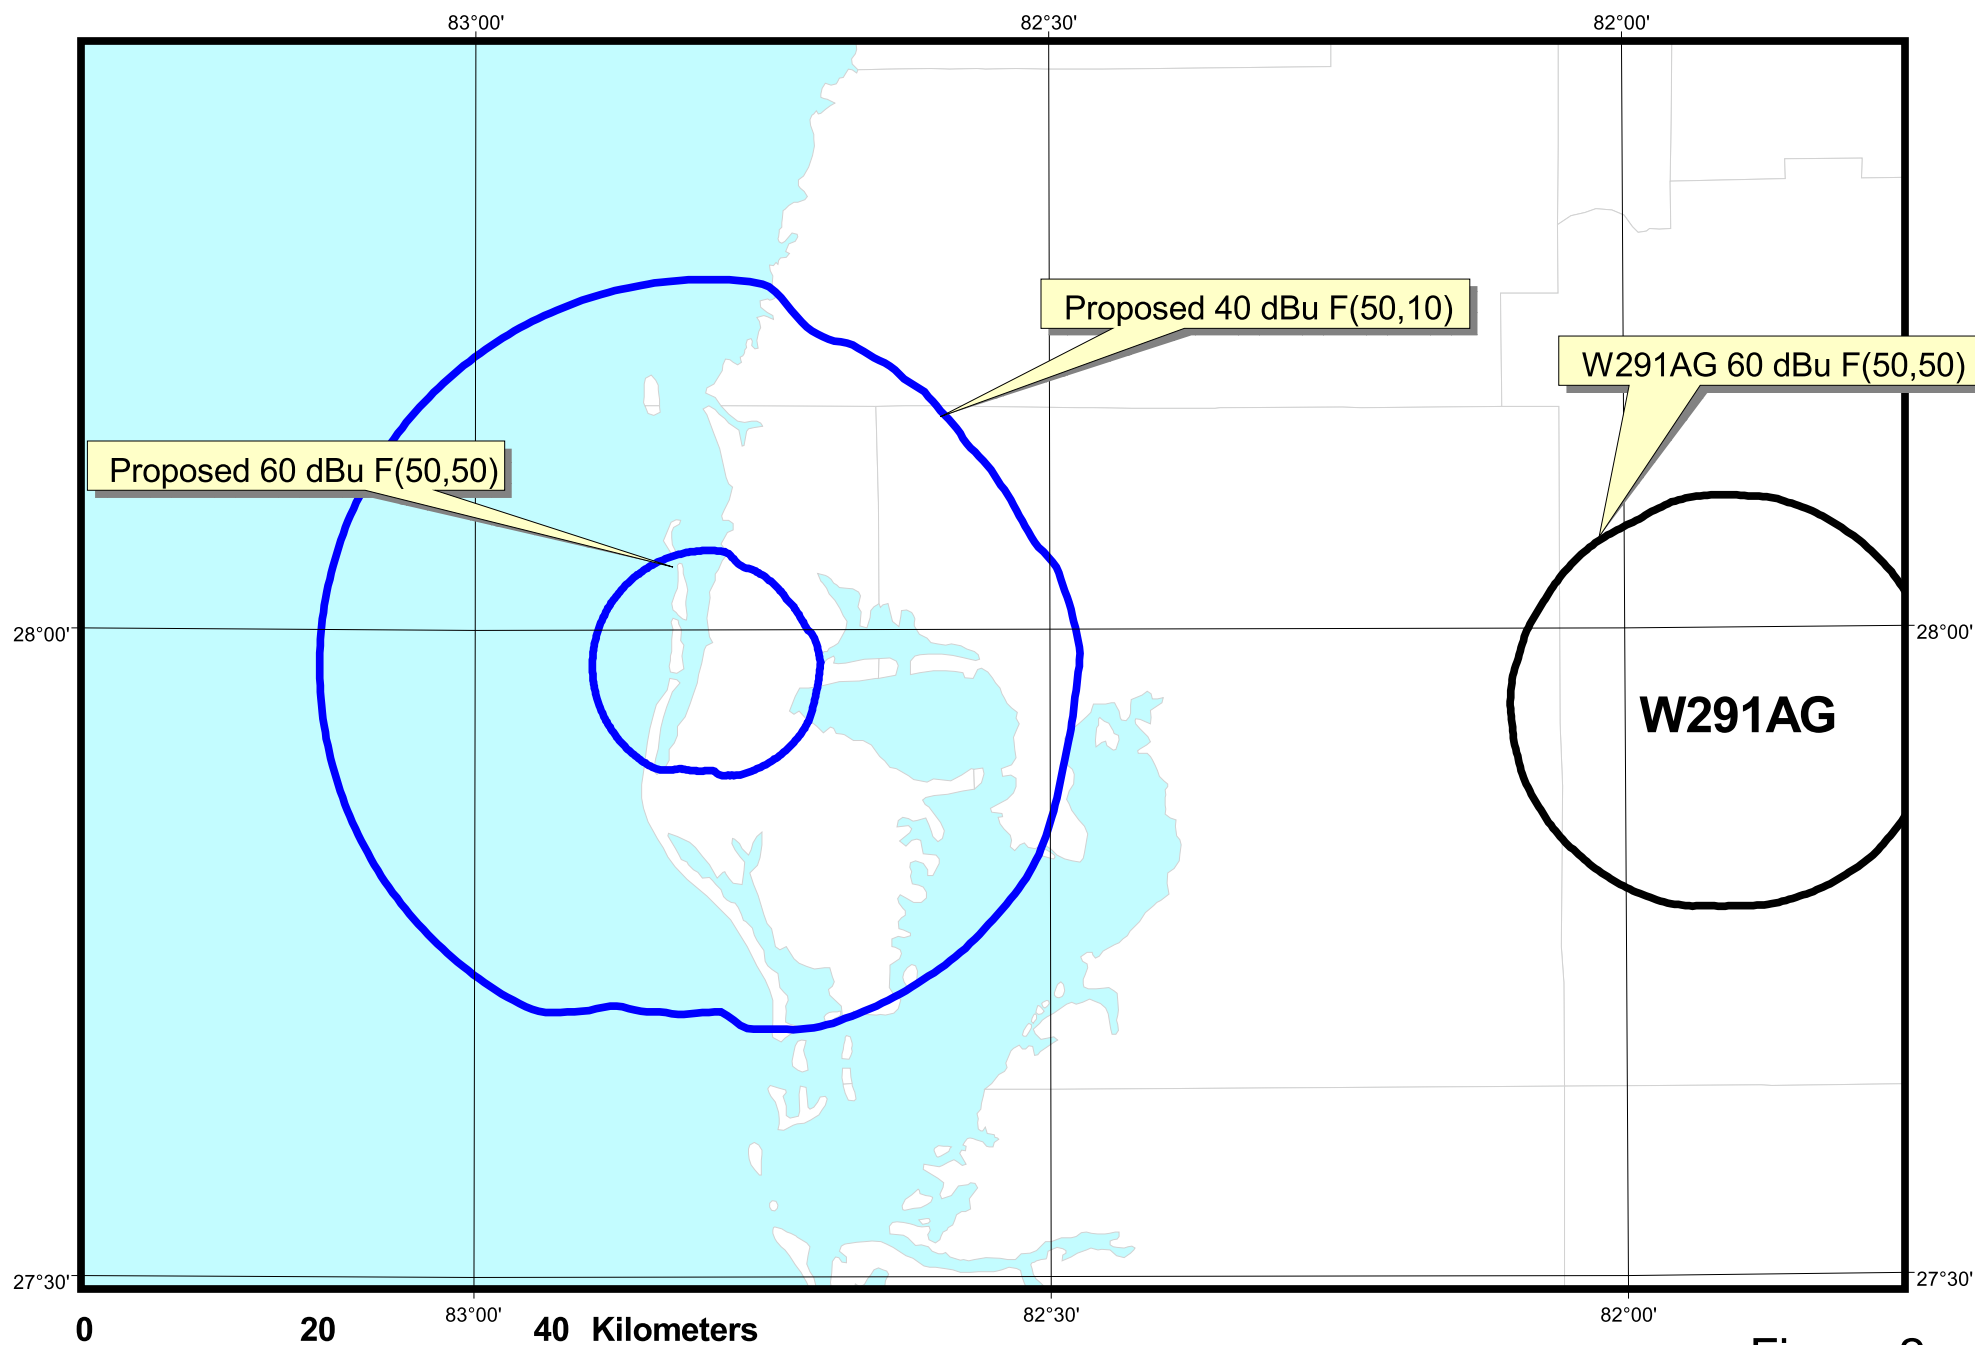 83°00' 82°30' 82°00'
Proposed 40 dBu F(50,10)
W291AG 60 dBu F(50,50)
Proposed 60 dBu F(50,50)
28°00' 28°00'
W291AG
27°30' 27°30'
83°00' 82°30' 82°00'
0 20 40 Kilometers